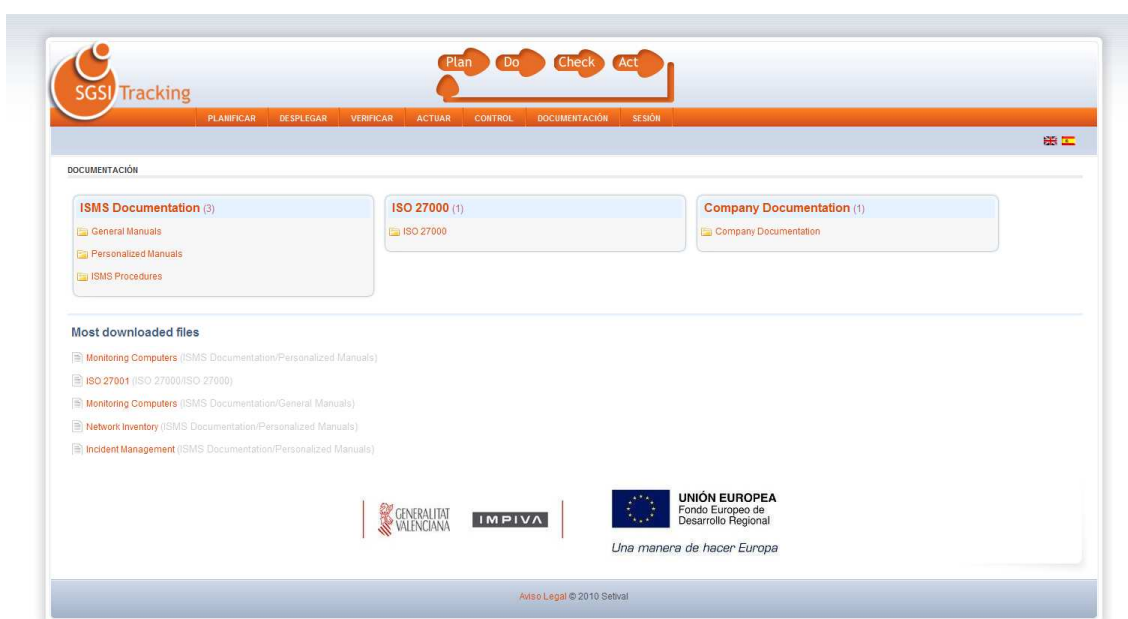 Plan Do Check Act
SGSI Tracking
PLANIFICAR DESPLEGAR VERIFICAR ACTUAR CONTROL DOCUMENTACIÓN SESIÓN
DOCUMENTACIÓN
ISMS Documentation (3)
General Manuals
Personalized Manuals
ISMS Procedures
ISO 27000 (1)
ISO 27000
Company Documentation (1)
Company Documentation
Most downloaded files
Monitoring Computers (ISMS Documentation/Personalized Manuals)
ISO 27001 (ISO 27000/ISO 27000)
Monitoring Computers (ISMS Documentation/General Manuals)
Network Inventory (ISMS Documentation/Personalized Manuals)
Incident Management (ISMS Documentation/Personalized Manuals)
GENERALITAT
VALENCIANA
IMPIVA
UNIÓN EUROPEA
Fondo Europeo de
Desarrollo Regional
Una manera de hacer Europa
Aviso Legal © 2010 Setival